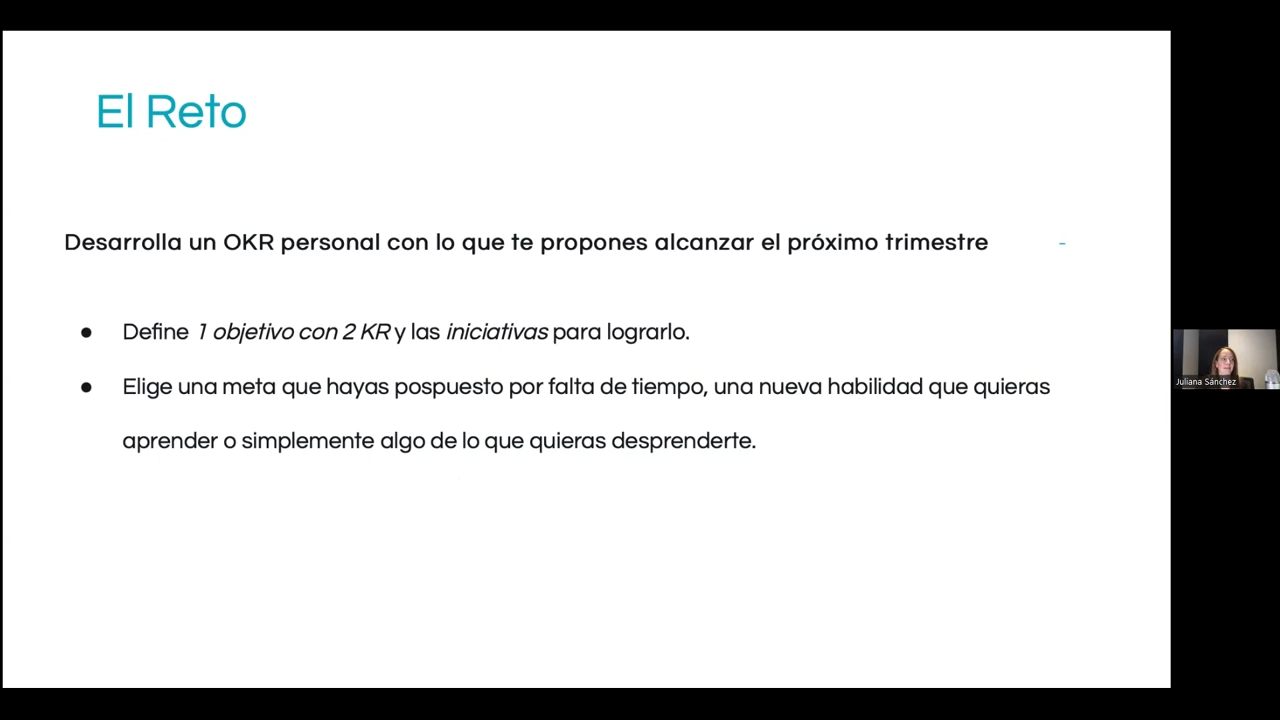 El Reto
Desarrolla un OKR personal con lo que te propones alcanzar el próximo trimestre
-
● Define 1 objetivo con 2 KR y las iniciativas para lograrlo.
● Elige una meta que hayas pospuesto por falta de tiempo, una nueva habilidad que quieras
aprender o simplemente algo de lo que quieras desprenderte.
Juliana Sánchez